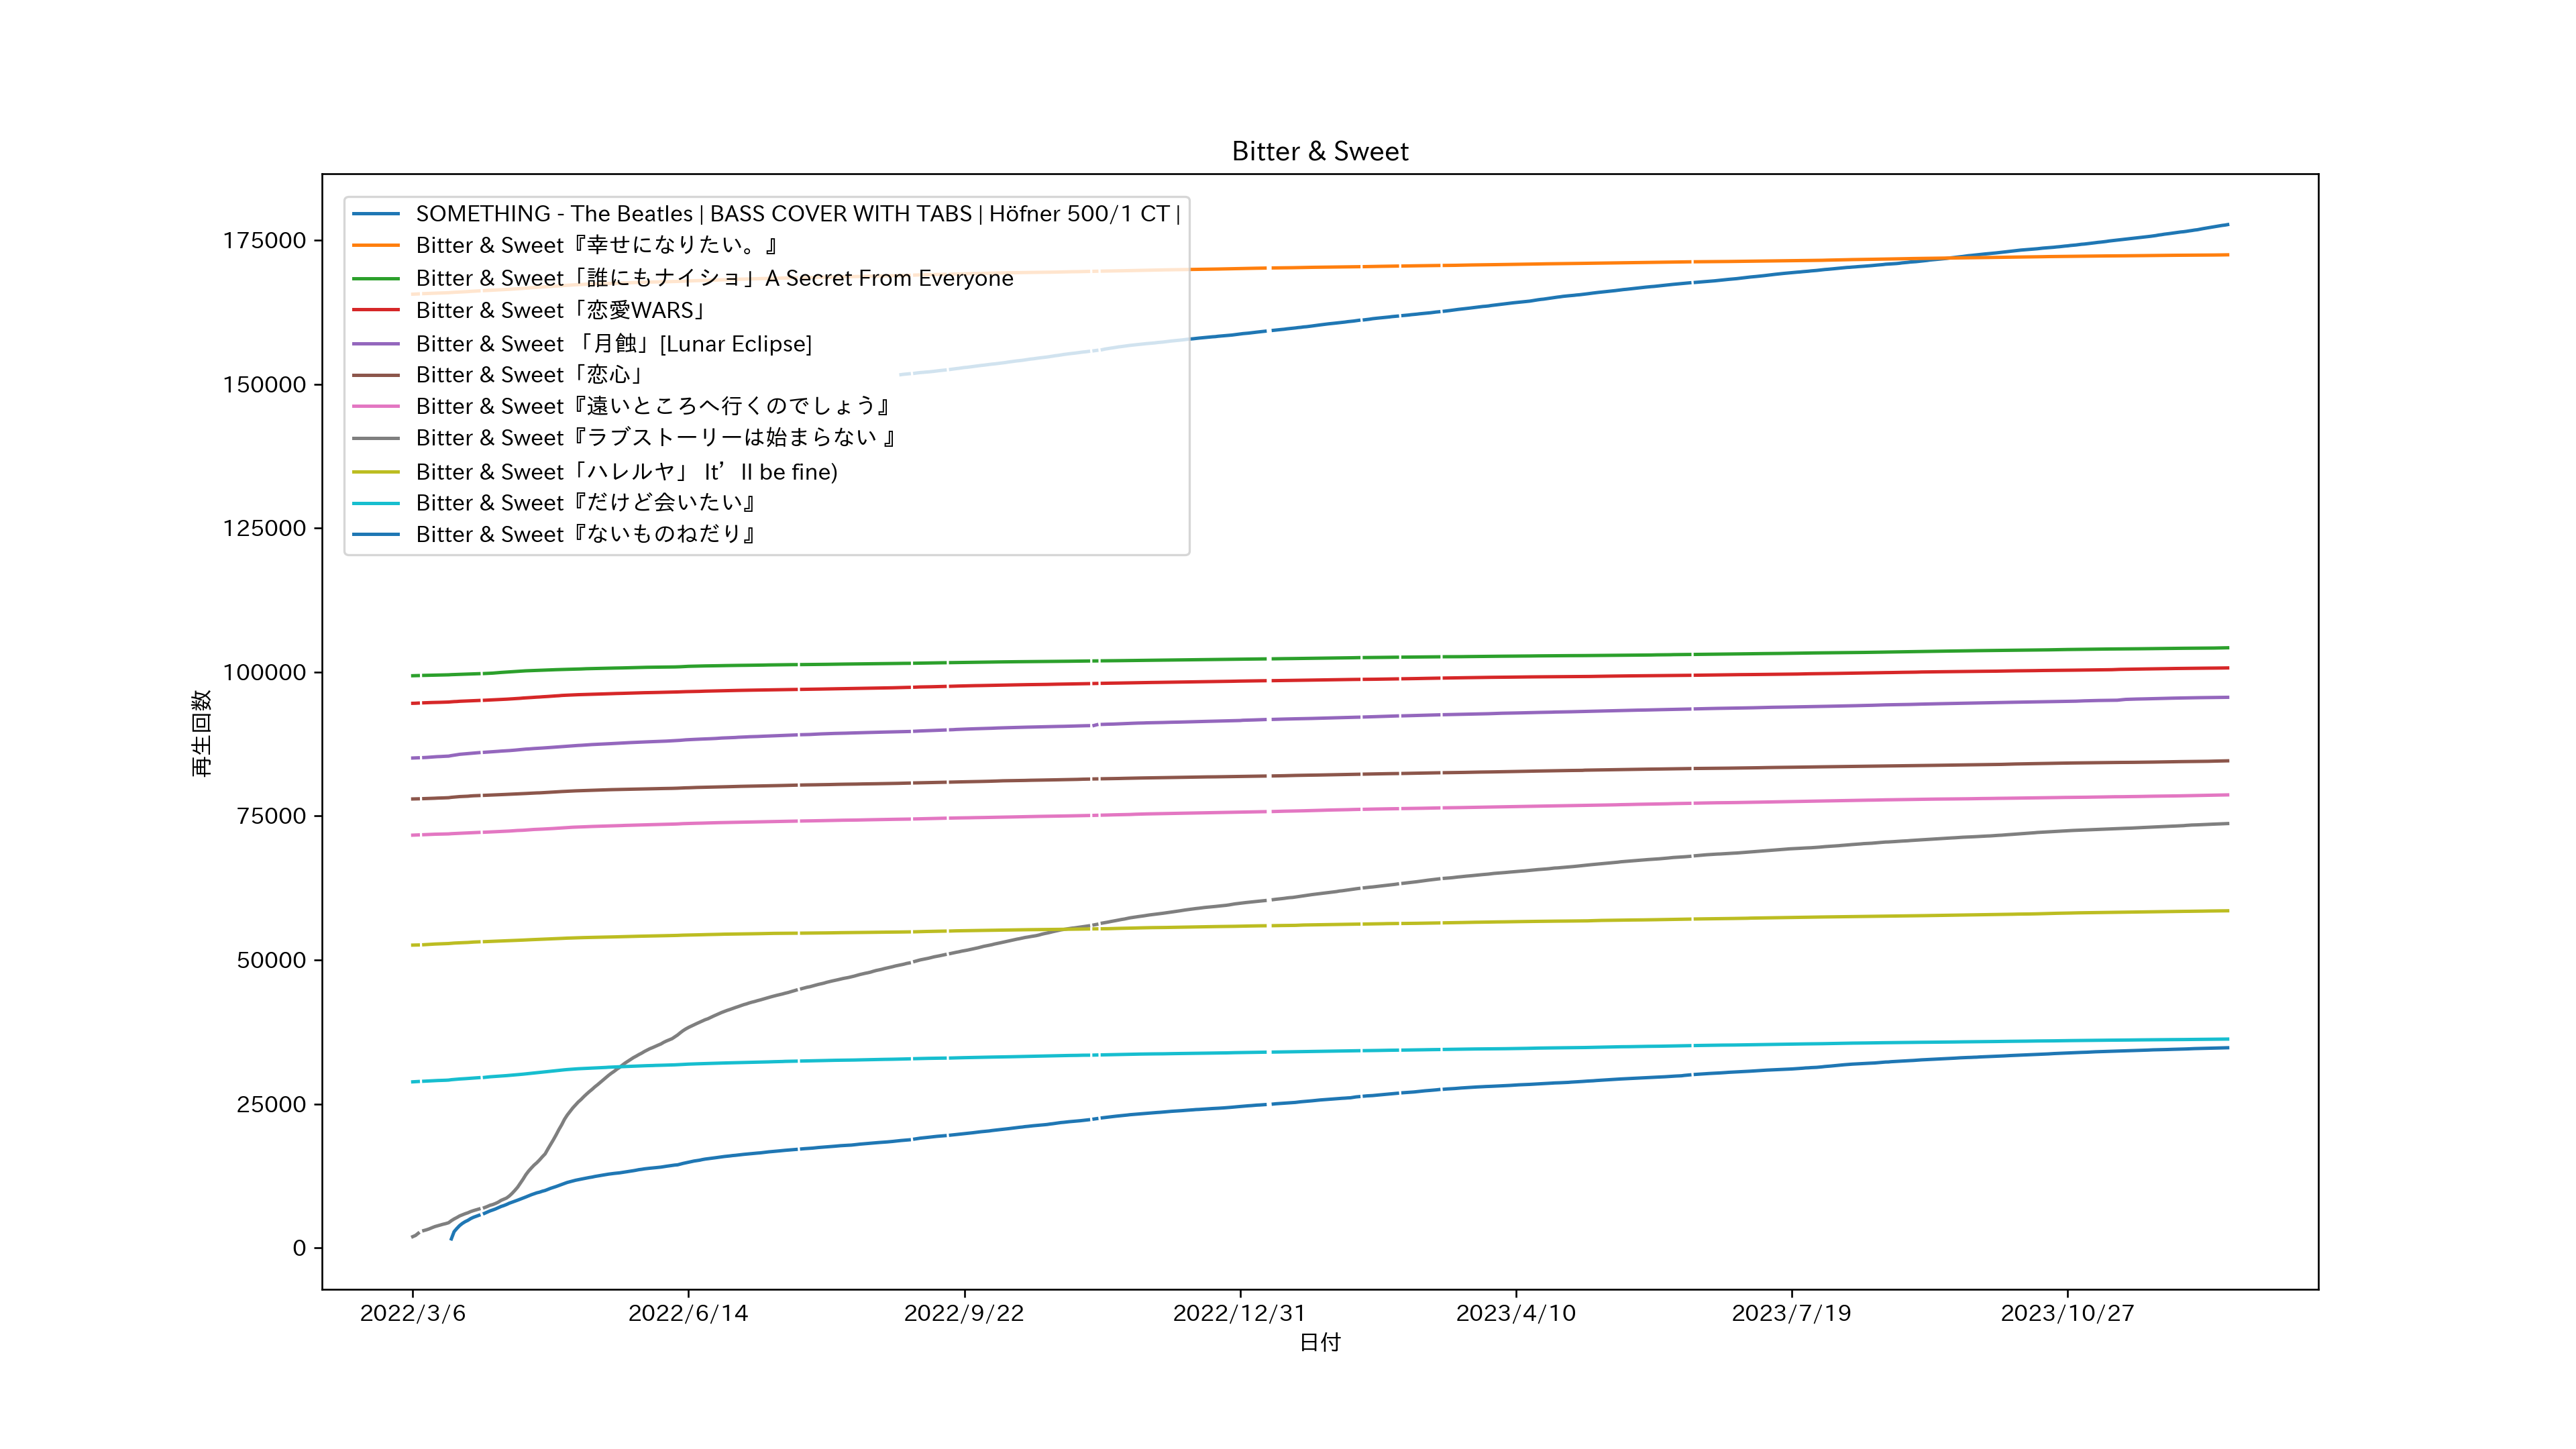 Bitter & Sweet
SOMETHING - The Beatles | BASS COVER WITH TABS | Höfner 500/1 CT |
Bitter & Sweet『幸せになりたい。』
Bitter & Sweet「誰にもナイショ」A Secret From Everyone
Bitter & Sweet「恋愛WARS」
Bitter & Sweet 「月蝕」[Lunar Eclipse]
Bitter & Sweet「恋心」
Bitter & Sweet『遠いところへ行くのでしょう』
Bitter & Sweet『ラブストーリーは始まらない 』
Bitter & Sweet「ハレルヤ」 It’ll be fine)
Bitter & Sweet『だけど会いたい』
Bitter & Sweet『ないものねだり』
再生回数
175000
150000
125000
100000
75000
50000
25000
0
2022/3/6 2022/6/14 2022/9/22 2022/12/31 2023/4/10 2023/7/19 2023/10/27
日付